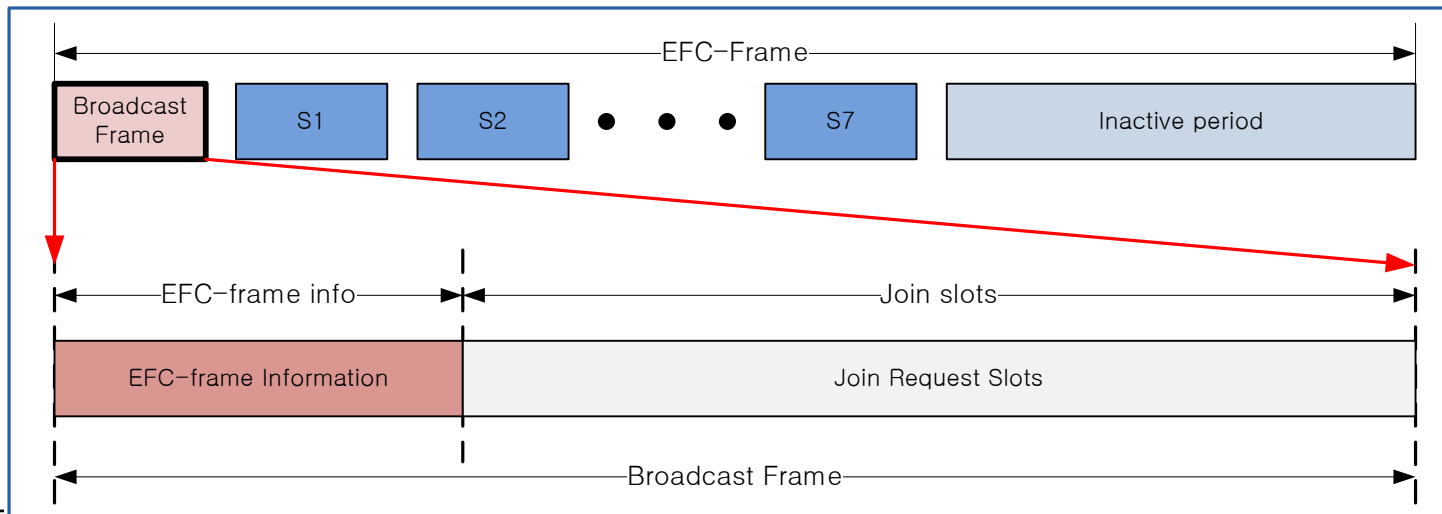 EFC-Frame
Broadcast
Frame
S1
S2
S7
Inactive period
EFC-frame info
Join slots
EFC-frame Information
Join Request Slots
Broadcast Frame